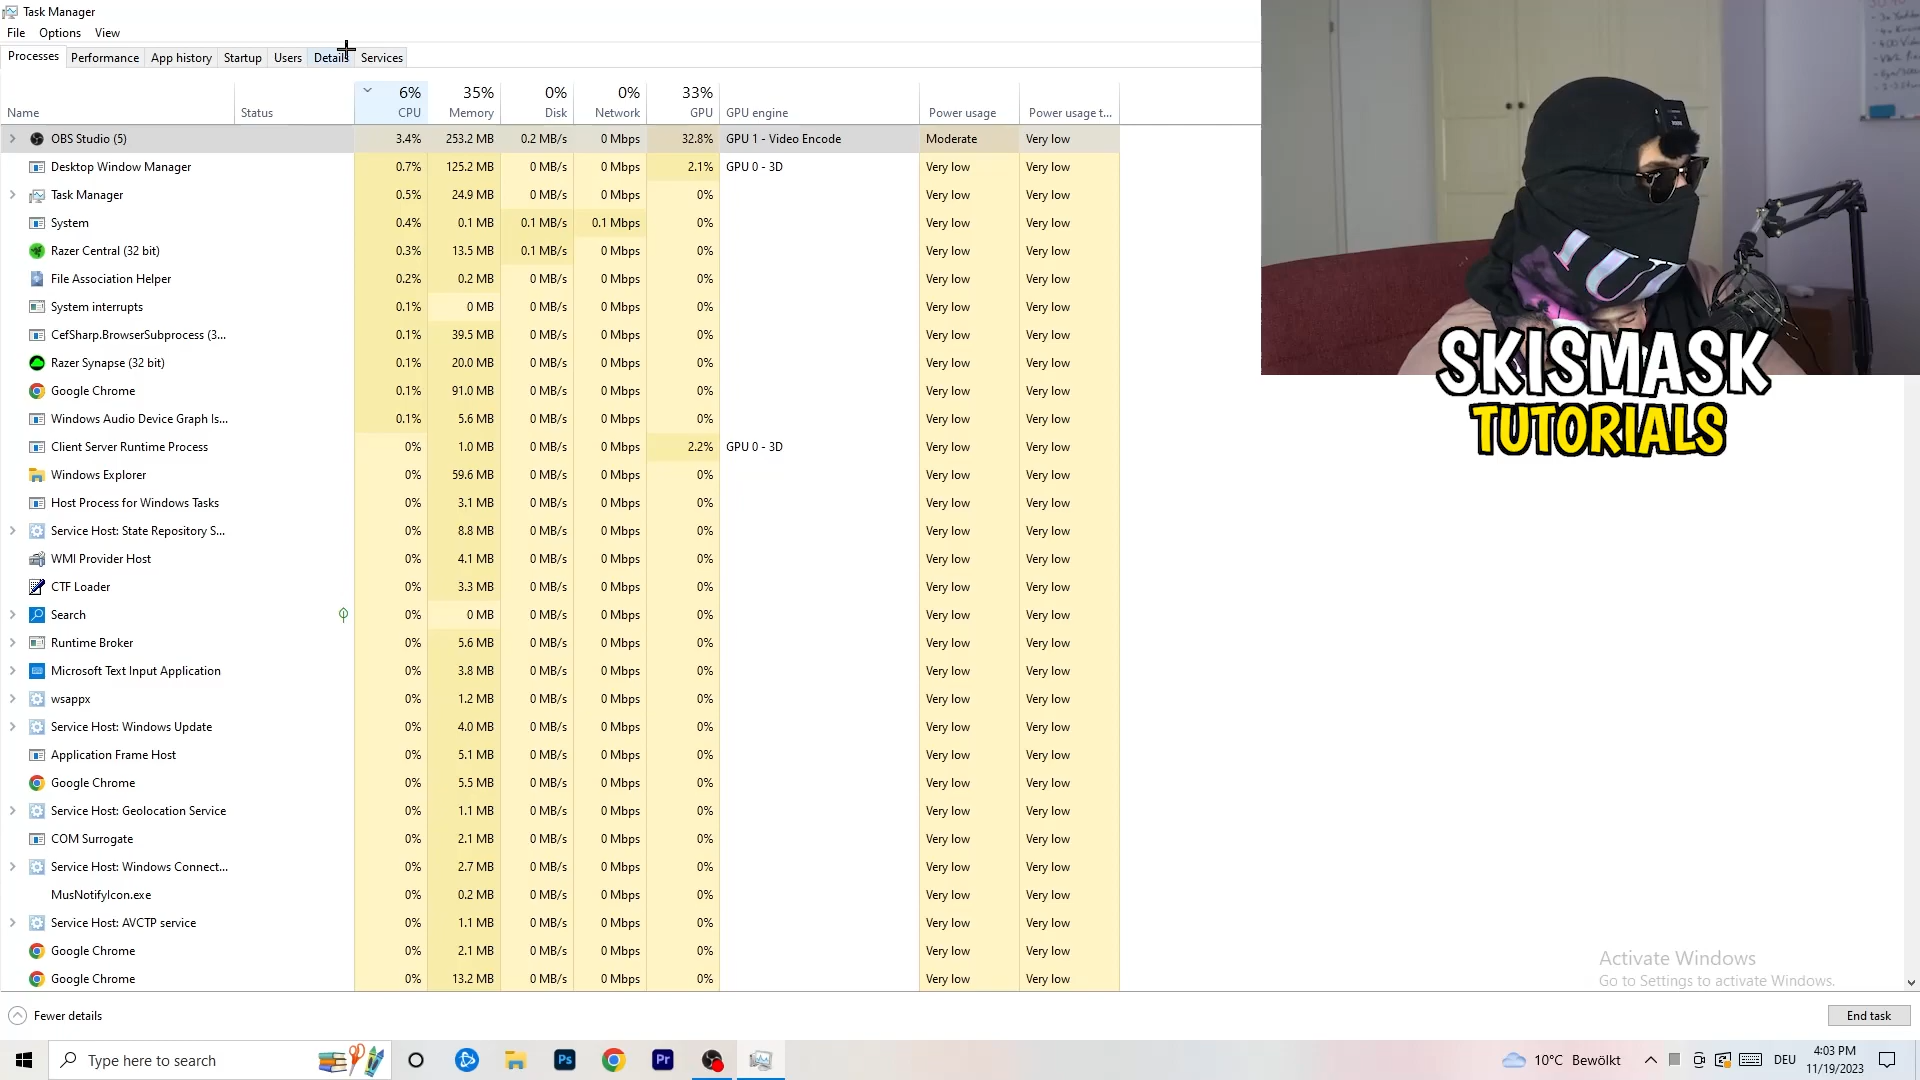 Task Manager
File Options View
Processes Performance App history Startup Users Details Services
6% 35% 0% 0% 33%
Name Status CPU Memory Disk Network GPU GPU engine Power usage Power usage t...
OBS Studio (5) 3.4% 253.2 MB 0.2 MB/s 0 Mbps 32.8% GPU 1 - Video Encode Moderate Very low
Desktop Window Manager 0.7% 125.2 MB 0 MB/s 0 Mbps 2.1% GPU 0 - 3D Very low Very low
Task Manager 0.5% 24.9 MB 0 MB/s 0 Mbps 0% Very low Very low
System 0.4% 0.1 MB 0.1 MB/s 0.1 Mbps 0% Very low Very low
Razer Central (32 bit) 0.3% 13.5 MB 0.1 MB/s 0 Mbps 0% Very low Very low
File Association Helper 0.2% 0.2 MB 0 MB/s 0 Mbps 0% Very low Very low
System interrupts 0.1% 0 MB 0 MB/s 0 Mbps 0% Very low Very low
CefSharp.BrowserSubprocess (3... 0.1% 39.5 MB 0 MB/s 0 Mbps 0% Very low Very low
Razer Synapse (32 bit) 0.1% 20.0 MB 0 MB/s 0 Mbps 0% Very low Very low
Google Chrome 0.1% 91.0 MB 0 MB/s 0 Mbps 0% Very low Very low
Windows Audio Device Graph Is... 0.1% 5.6 MB 0 MB/s 0 Mbps 0% Very low Very low
Client Server Runtime Process 0% 1.0 MB 0 MB/s 0 Mbps 2.2% GPU 0 - 3D Very low Very low
Windows Explorer 0% 59.6 MB 0 MB/s 0 Mbps 0% Very low Very low
Host Process for Windows Tasks 0% 3.1 MB 0 MB/s 0 Mbps 0% Very low Very low
Service Host: State Repository S... 0% 8.8 MB 0 MB/s 0 Mbps 0% Very low Very low
WMI Provider Host 0% 4.1 MB 0 MB/s 0 Mbps 0% Very low Very low
CTF Loader 0% 3.3 MB 0 MB/s 0 Mbps 0% Very low Very low
Search 0% 0 MB 0 MB/s 0 Mbps 0% Very low Very low
Runtime Broker 0% 5.6 MB 0 MB/s 0 Mbps 0% Very low Very low
Microsoft Text Input Application 0% 3.8 MB 0 MB/s 0 Mbps 0% Very low Very low
wsappx 0% 1.2 MB 0 MB/s 0 Mbps 0% Very low Very low
Service Host: Windows Update 0% 4.0 MB 0 MB/s 0 Mbps 0% Very low Very low
Application Frame Host 0% 5.1 MB 0 MB/s 0 Mbps 0% Very low Very low
Google Chrome 0% 5.5 MB 0 MB/s 0 Mbps 0% Very low Very low
Service Host: Geolocation Service 0% 1.1 MB 0 MB/s 0 Mbps 0% Very low Very low
COM Surrogate 0% 2.1 MB 0 MB/s 0 Mbps 0% Very low Very low
Service Host: Windows Connect... 0% 2.7 MB 0 MB/s 0 Mbps 0% Very low Very low
MusNotifyIcon.exe 0% 0.2 MB 0 MB/s 0 Mbps 0% Very low Very low
Service Host: AVCTP service 0% 1.1 MB 0 MB/s 0 Mbps 0% Very low Very low
Google Chrome 0% 2.1 MB 0 MB/s 0 Mbps 0% Very low Very low
Google Chrome 0% 13.2 MB 0 MB/s 0 Mbps 0% Very low Very low
SKISMASK
TUTORIALS
Activate Windows
Go to Settings to activate Windows.
Fewer details
End task
Type here to search
Ps
Pr
10°C Bewölkt
DEU
4:03 PM
11/19/2023